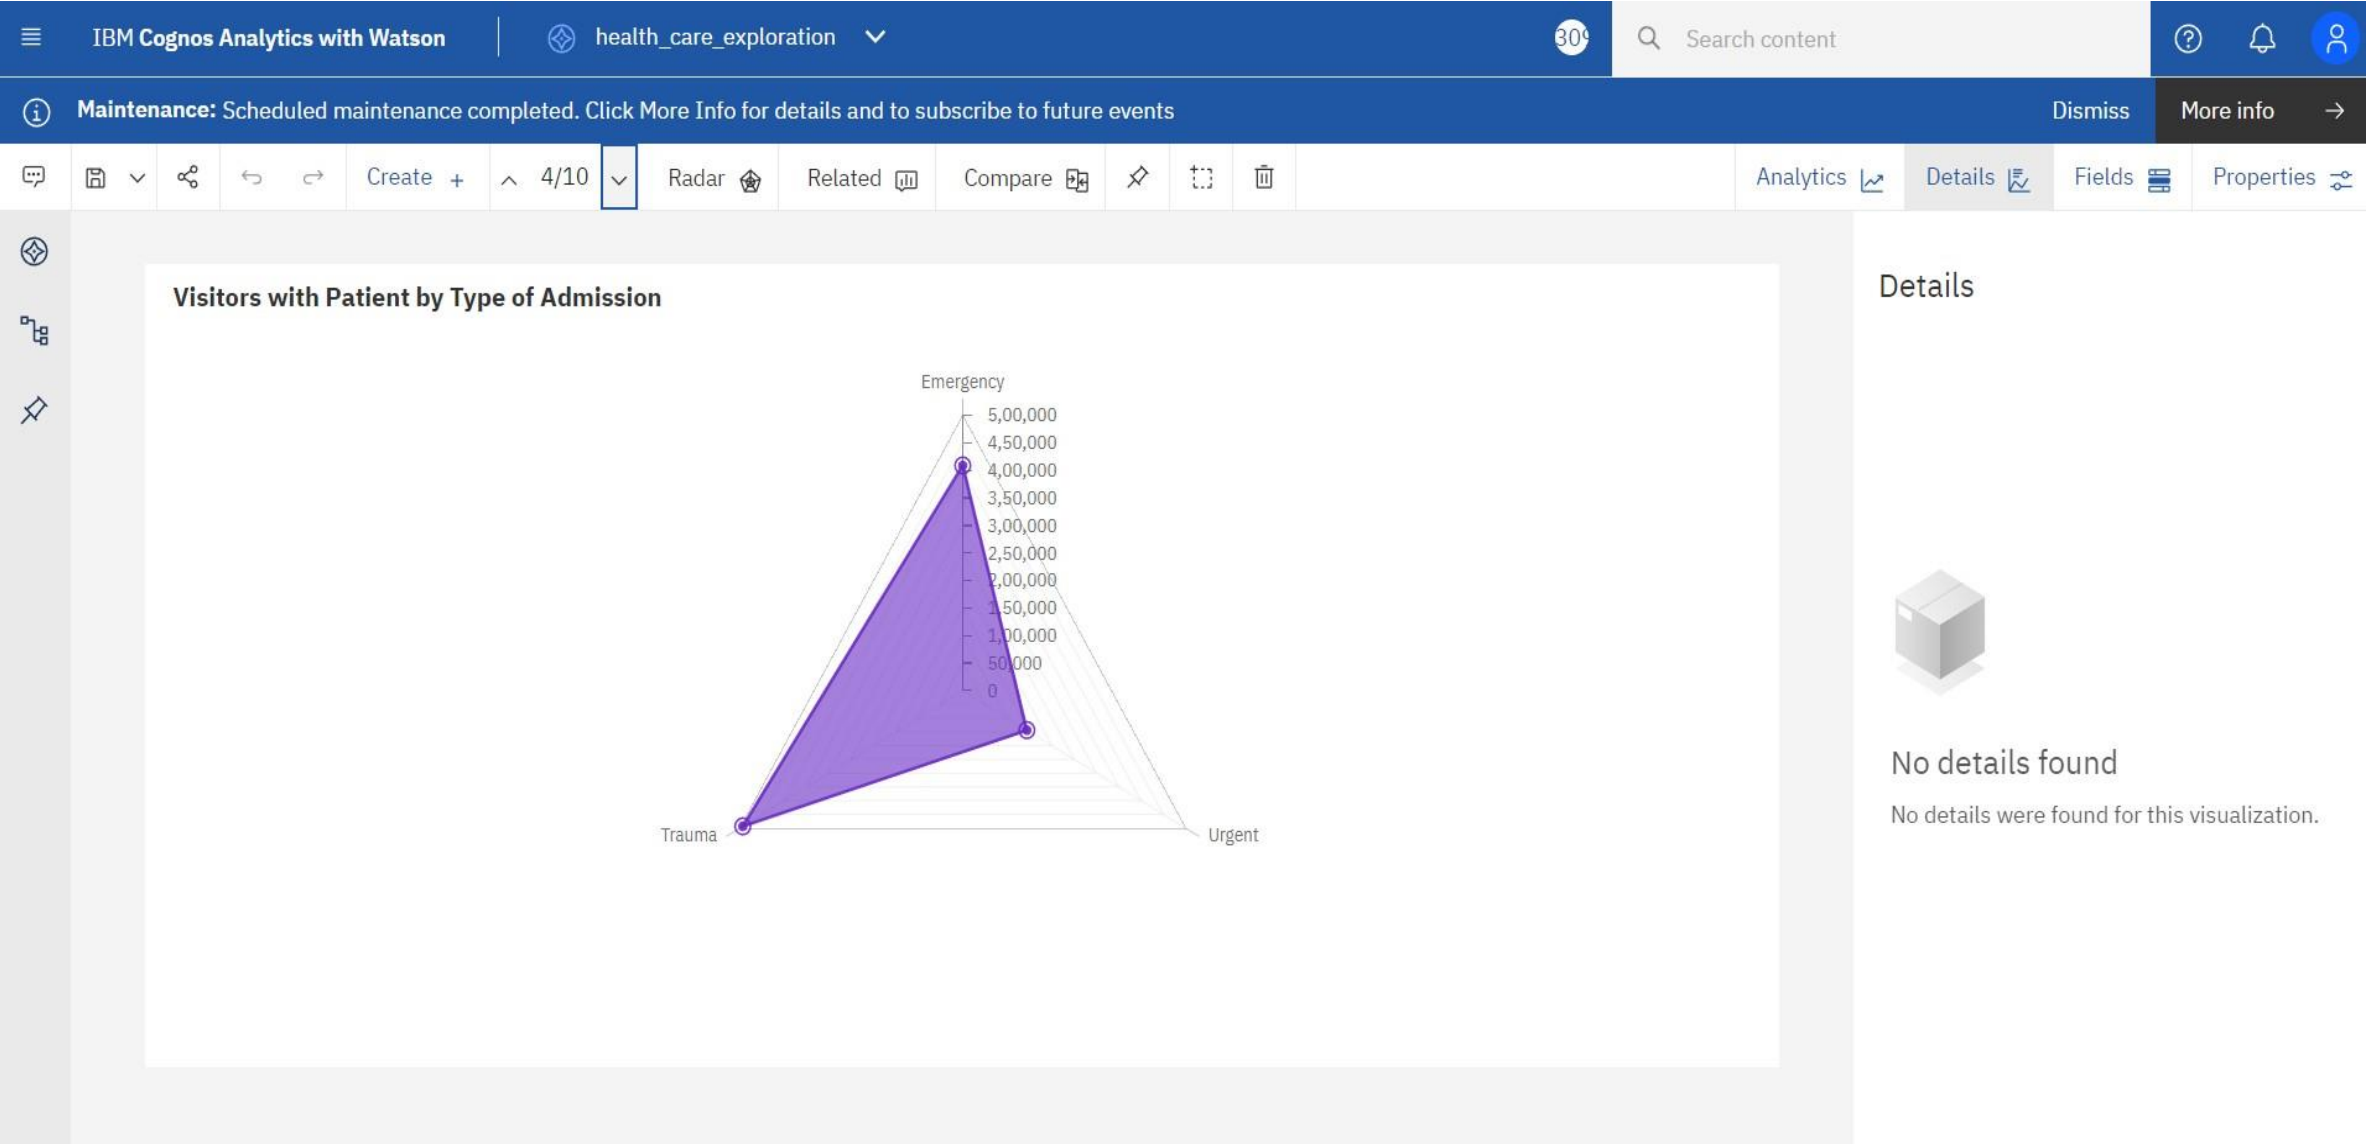 IBM Cognos Analytics with Watson
health_care_exploration
Search content
Maintenance: Scheduled maintenance completed. Click More Info for details and to subscribe to future events
Dismiss
More info
Create
4/10
Radar
Related
Compare
Analytics
Details
Fields
Properties
Visitors with Patient by Type of Admission
Details
Emergency
5,00,000
4,50,000
4,00,000
3,50,000
3,00,000
2,50,000
2,00,000
1,50,000
1,00,000
50,000
0
Trauma
Urgent
No details found
No details were found for this visualization.